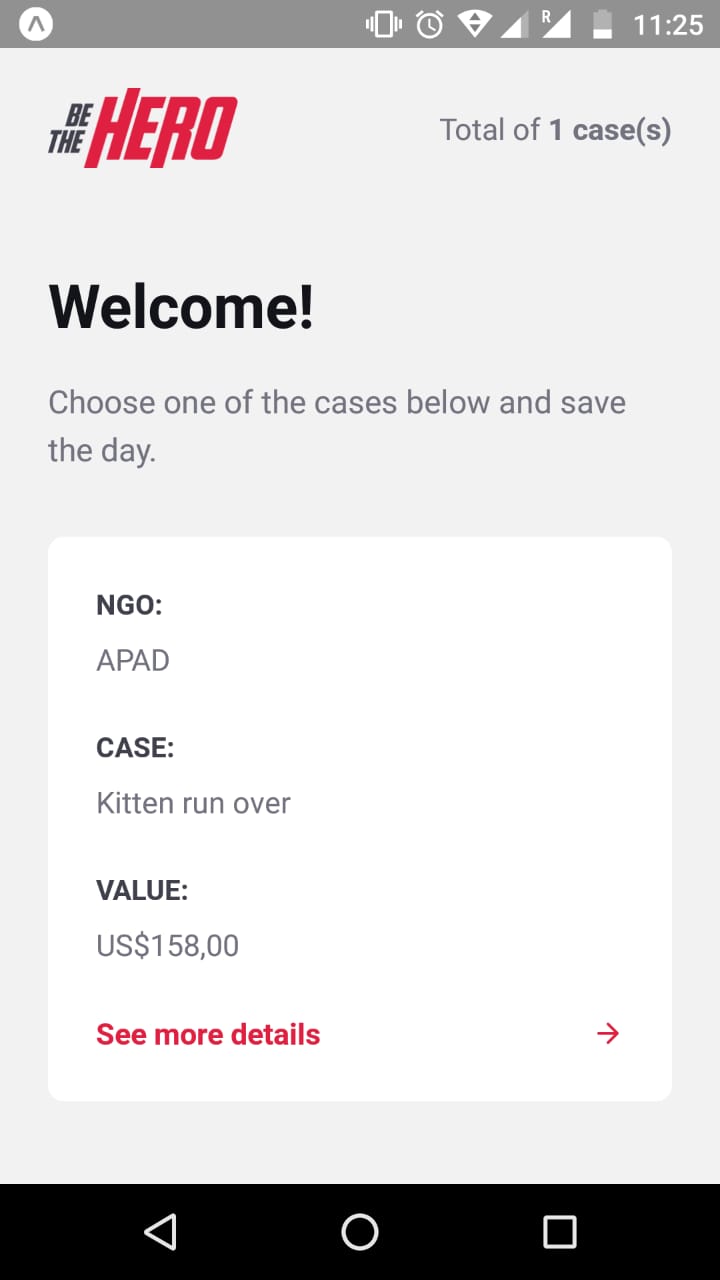 R 11:25
BE THE HERO
Total of 1 case(s)
Welcome!
Choose one of the cases below and save
the day.
NGO:
APAD
CASE:
Kitten run over
VALUE:
US$158,00
See more details